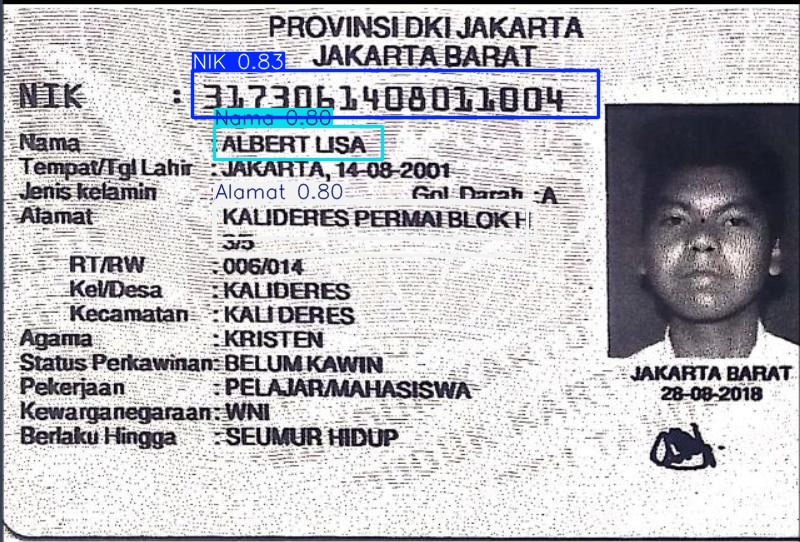 PROVINSI DKI JAKARTA
JAKARTA BARAT
NIK 0.83
NIK : 3173061408011004
Nama 0.80
Nama : ALBERT LISA
Tempat/Tgl Lahir : JAKARTA, 14-08-2001
Jenis kelamin Alamat 0.80 Gol. Darah :A
Alamat KALIDERES PERMAI BLOK H
3/5
RT/RW : 006/014
Kel/Desa : KALIDERES
Kecamatan : KALIDERES
Agama : KRISTEN
Status Perkawinan: BELUM KAWIN
Pekerjaan : PELAJAR/MAHASISWA
Kewarganegaraan: WNI
Berlaku Hingga : SEUMUR HIDUP
JAKARTA BARAT
28-08-2018